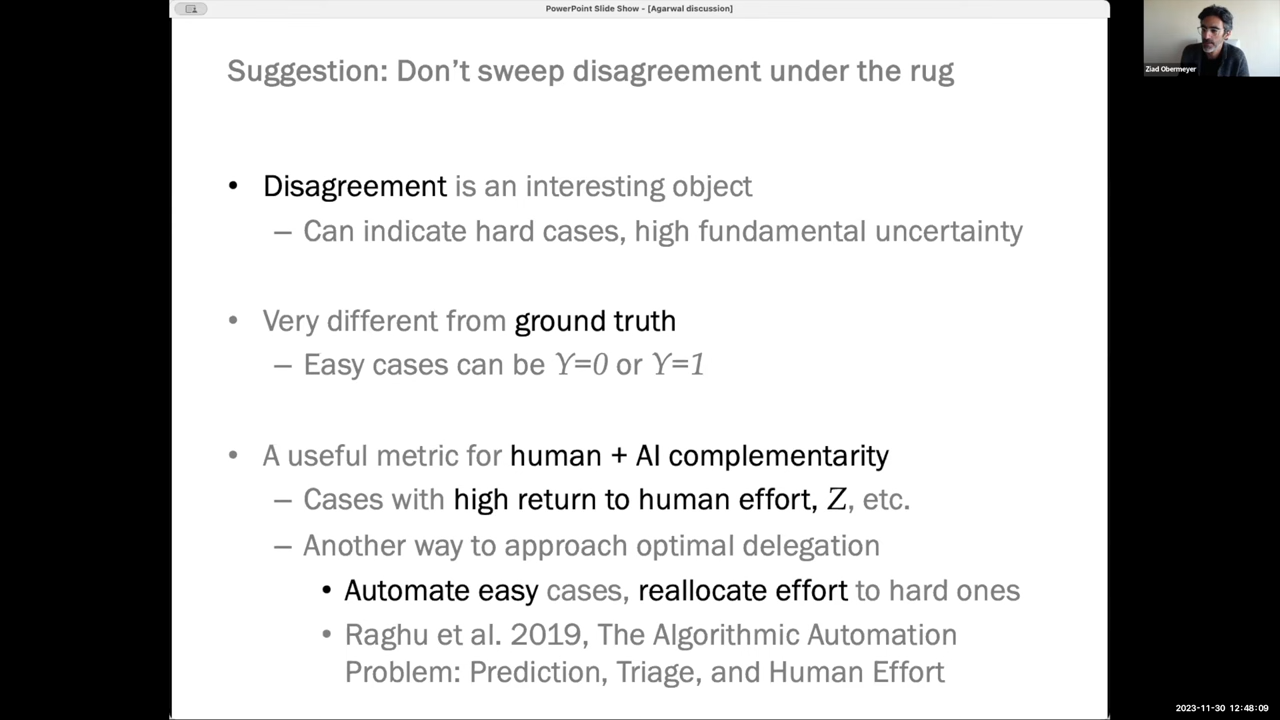 PowerPoint Slide Show - [Agarwal discussion]
Ziad Obermeyer
Suggestion: Don't sweep disagreement under the rug
• Disagreement is an interesting object
– Can indicate hard cases, high fundamental uncertainty
• Very different from ground truth
– Easy cases can be Y=0 or Y=1
• A useful metric for human + AI complementarity
– Cases with high return to human effort, Z, etc.
– Another way to approach optimal delegation
• Automate easy cases, reallocate effort to hard ones
• Raghu et al. 2019, The Algorithmic Automation
Problem: Prediction, Triage, and Human Effort
2023-11-30 12:48:09